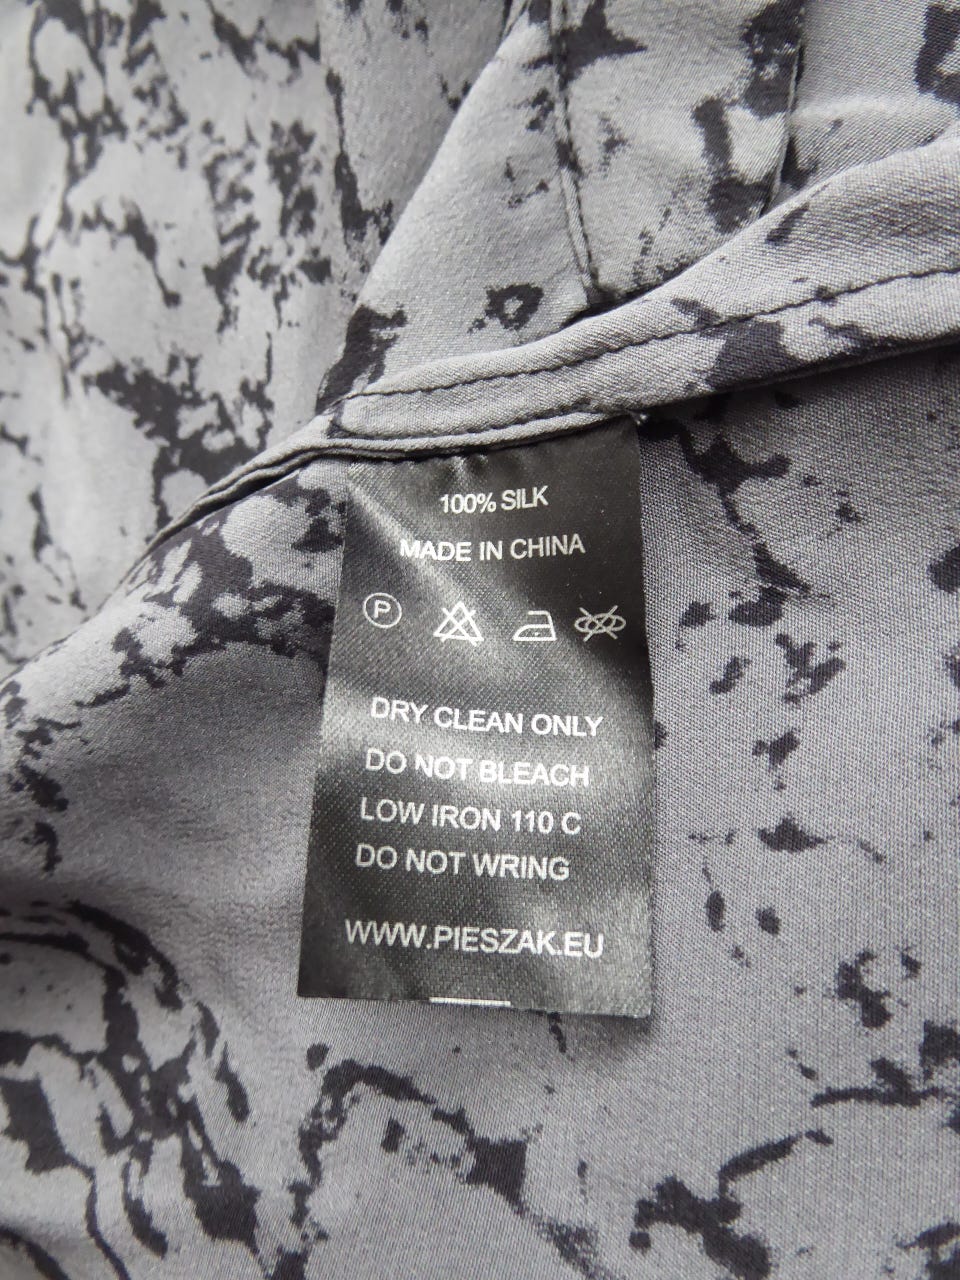 100% SILK
MADE IN CHINA
P
DRY CLEAN ONLY
DO NOT BLEACH
LOW IRON 110 C
DO NOT WRING
WWW.PIESZAK.EU